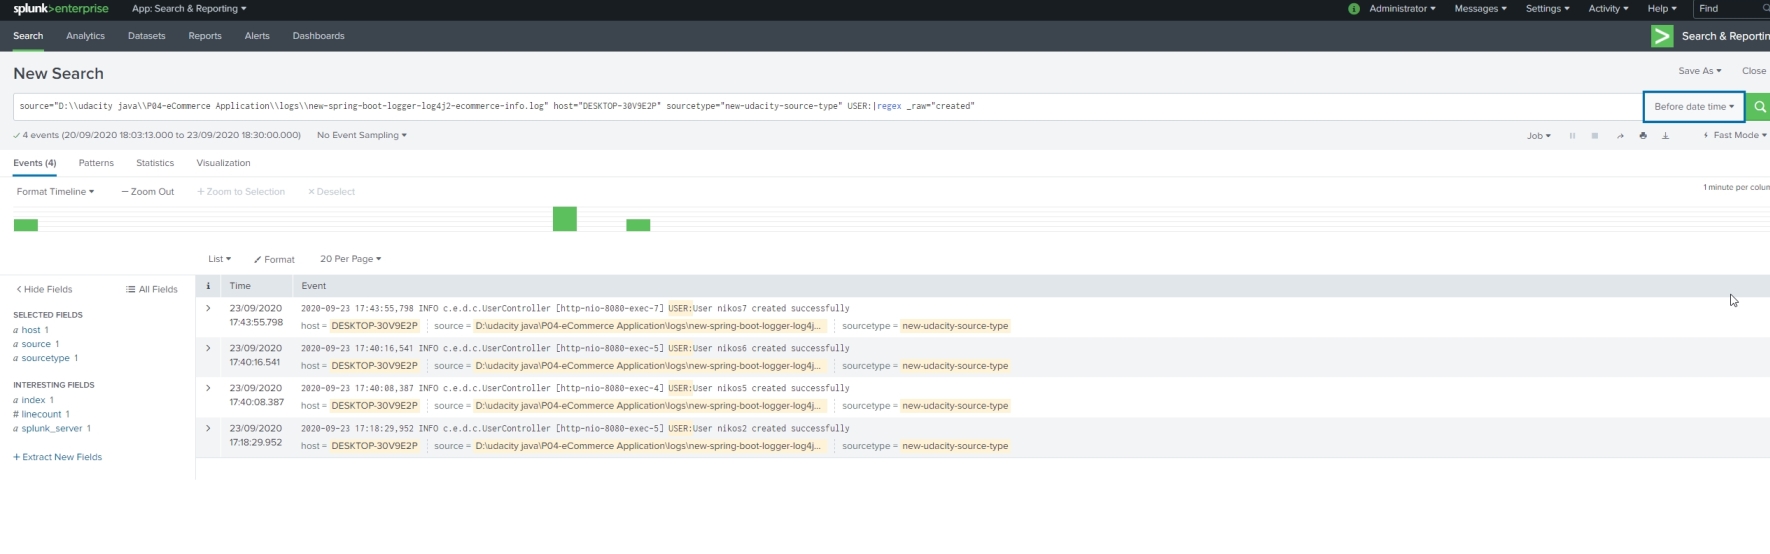 splunk>enterprise App: Search & Reporting
Administrator Messages Settings Activity Help Find
Search Analytics Datasets Reports Alerts Dashboards
Search & Reportin
New Search
Save As Close
source="D:\\udacity java\\P04-eCommerce Application\\logs\\new-spring-boot-logger-log4j2-ecommerce-info.log" host="DESKTOP-30V9E2P" sourcetype="new-udacity-source-type" USER:|regex _raw="created"
Before date time
✓ 4 events (20/09/2020 18:03:13.000 to 23/09/2020 18:30:00.000) No Event Sampling
Job Fast Mode
Events (4) Patterns Statistics Visualization
Format Timeline — Zoom Out + Zoom to Selection × Deselect
1 minute per colum
List Format 20 Per Page
< Hide Fields All Fields
i Time Event
SELECTED FIELDS
a host 1
a source 1
a sourcetype 1
INTERESTING FIELDS
a index 1
# linecount 1
a splunk_server 1
+ Extract New Fields
> 23/09/2020 2020-09-23 17:43:55,798 INFO c.e.d.c.UserController [http-nio-8080-exec-7] USER:User nikos7 created successfully
17:43:55.798 host = DESKTOP-30V9E2P source = D:\udacity java\P04-eCommerce Application\logs\new-spring-boot-logger-log4j... sourcetype = new-udacity-source-type
> 23/09/2020 2020-09-23 17:40:16,541 INFO c.e.d.c.UserController [http-nio-8080-exec-5] USER:User nikos6 created successfully
17:40:16.541 host = DESKTOP-30V9E2P source = D:\udacity java\P04-eCommerce Application\logs\new-spring-boot-logger-log4j... sourcetype = new-udacity-source-type
> 23/09/2020 2020-09-23 17:40:08,387 INFO c.e.d.c.UserController [http-nio-8080-exec-4] USER:User nikos5 created successfully
17:40:08.387 host = DESKTOP-30V9E2P source = D:\udacity java\P04-eCommerce Application\logs\new-spring-boot-logger-log4j... sourcetype = new-udacity-source-type
> 23/09/2020 2020-09-23 17:18:29,952 INFO c.e.d.c.UserController [http-nio-8080-exec-5] USER:User nikos2 created successfully
17:18:29.952 host = DESKTOP-30V9E2P source = D:\udacity java\P04-eCommerce Application\logs\new-spring-boot-logger-log4j... sourcetype = new-udacity-source-type